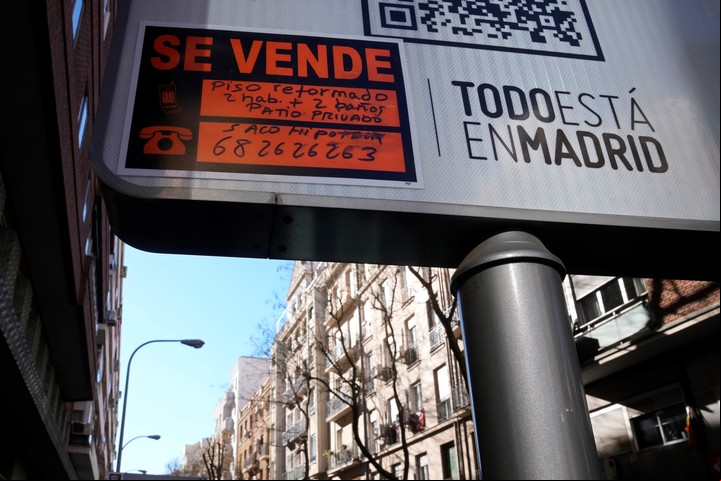 SE VENDE
Piso reformado
2 hab. + 2 baños
PATIO PRIVADO
SACO HIPOTECA
682626263
TODOESTÁ
ENMADRID